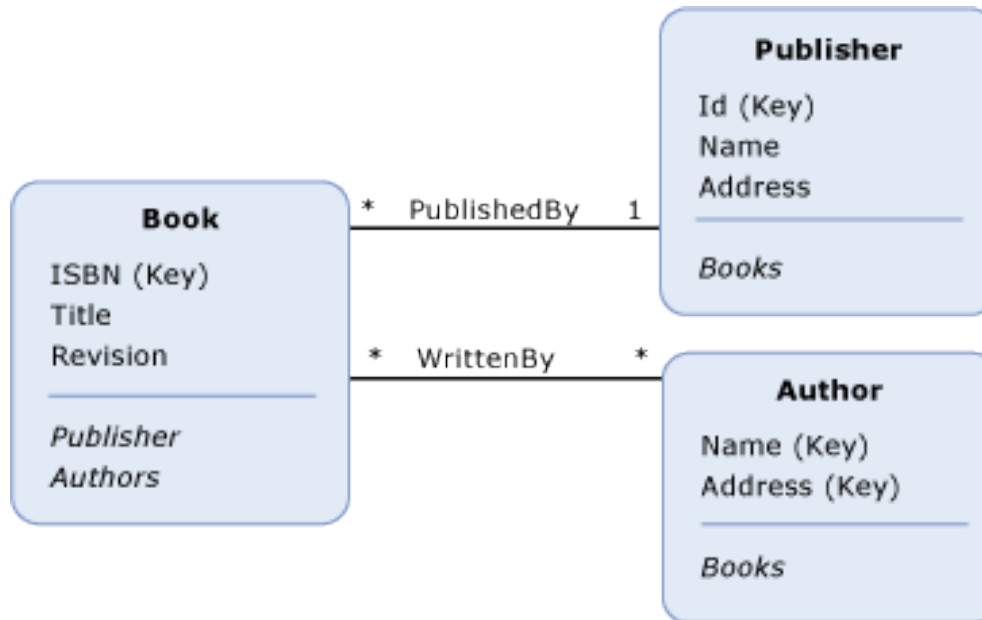 Book
ISBN (Key)
Title
Revision
Publisher
Authors
* PublishedBy 1
* WrittenBy *
Publisher
Id (Key)
Name
Address
Books
Author
Name (Key)
Address (Key)
Books